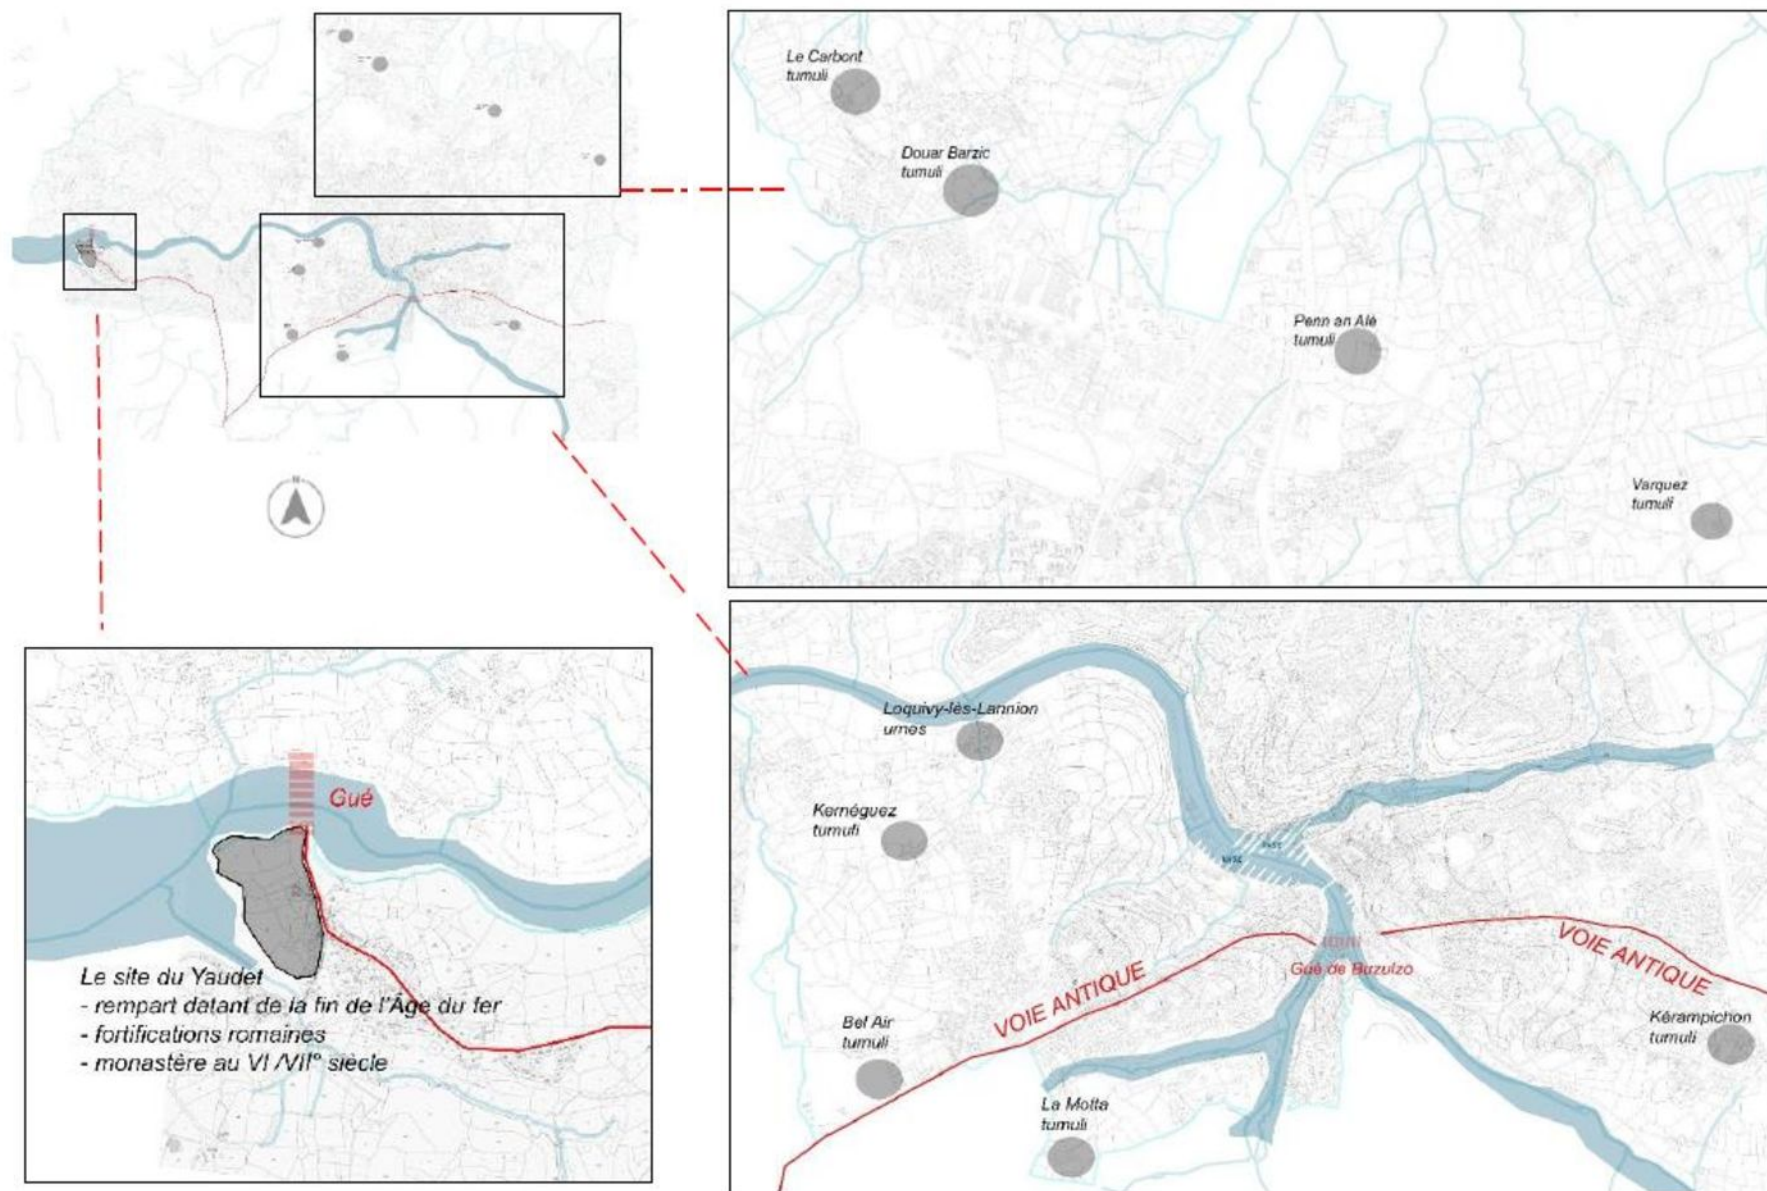 N
Le Carbont
tumuli
Douar Barzic
tumuli
Penn an Alé
tumuli
Varquez
tumuli
Gué
Le site du Yaudet
- rempart datant de la fin de l'Âge du fer
- fortifications romaines
- monastère au VI /VII° siècle
Loquivy-lès-Lannion
urnes
Kernéguez
tumuli
VOIE ANTIQUE
VOIE ANTIQUE
Gué de Buzulzo
Bel Air
tumuli
Kérampichon
tumuli
La Motta
tumuli